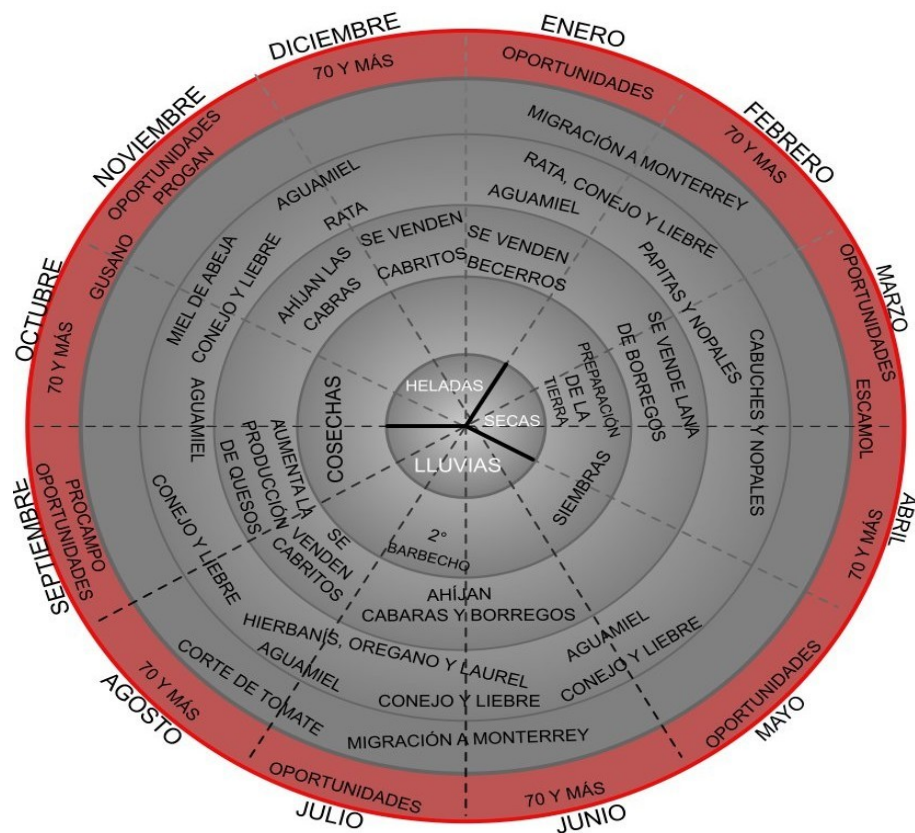 ENERO
FEBRERO
MARZO
ABRIL
MAYO
JUNIO
JULIO
AGOSTO
SEPTIEMBRE
OCTUBRE
NOVIEMBRE
DICIEMBRE
OPORTUNIDADES
70 Y MAS
OPORTUNIDADES
70 Y MÁS
OPORTUNIDADES
70 Y MÁS
OPORTUNIDADES
70 Y MÁS
PROCAMPO
OPORTUNIDADES
70 Y MÁS
OPORTUNIDADES
PROGAN
70 Y MÁS
MIGRACIÓN A MONTERREY
ESCAMOL
MIGRACIÓN A MONTERREY
CORTE DE TOMATE
GUSANO
RATA, CONEJO Y LIEBRE
AGUAMIEL
PAPITAS Y NOPALES
CABUCHES Y NOPALES
AGUAMIEL
CONEJO Y LIEBRE
HIERBANÍS, OREGANO Y LAUREL
AGUAMIEL
CONEJO Y LIEBRE
CONEJO Y LIEBRE
AGUAMIEL
MIEL DE ABEJA
CONEJO Y LIEBRE
AGUAMIEL
RATA
SE VENDEN
BECERROS
SE VENDE LANA
DE BORREGOS
AHÍJAN
CABARAS Y BORREGOS
SE
VENDEN
CABRITOS
AUMENTA LA
PRODUCCIÓN
DE QUESOS
AHÍJAN LAS
CABRAS
SE VENDEN
CABRITOS
PREPARACIÓN
DE LA
TIERRA
SIEMBRAS
2°
BARBECHO
COSECHAS
HELADAS
SECAS
LLUVIAS